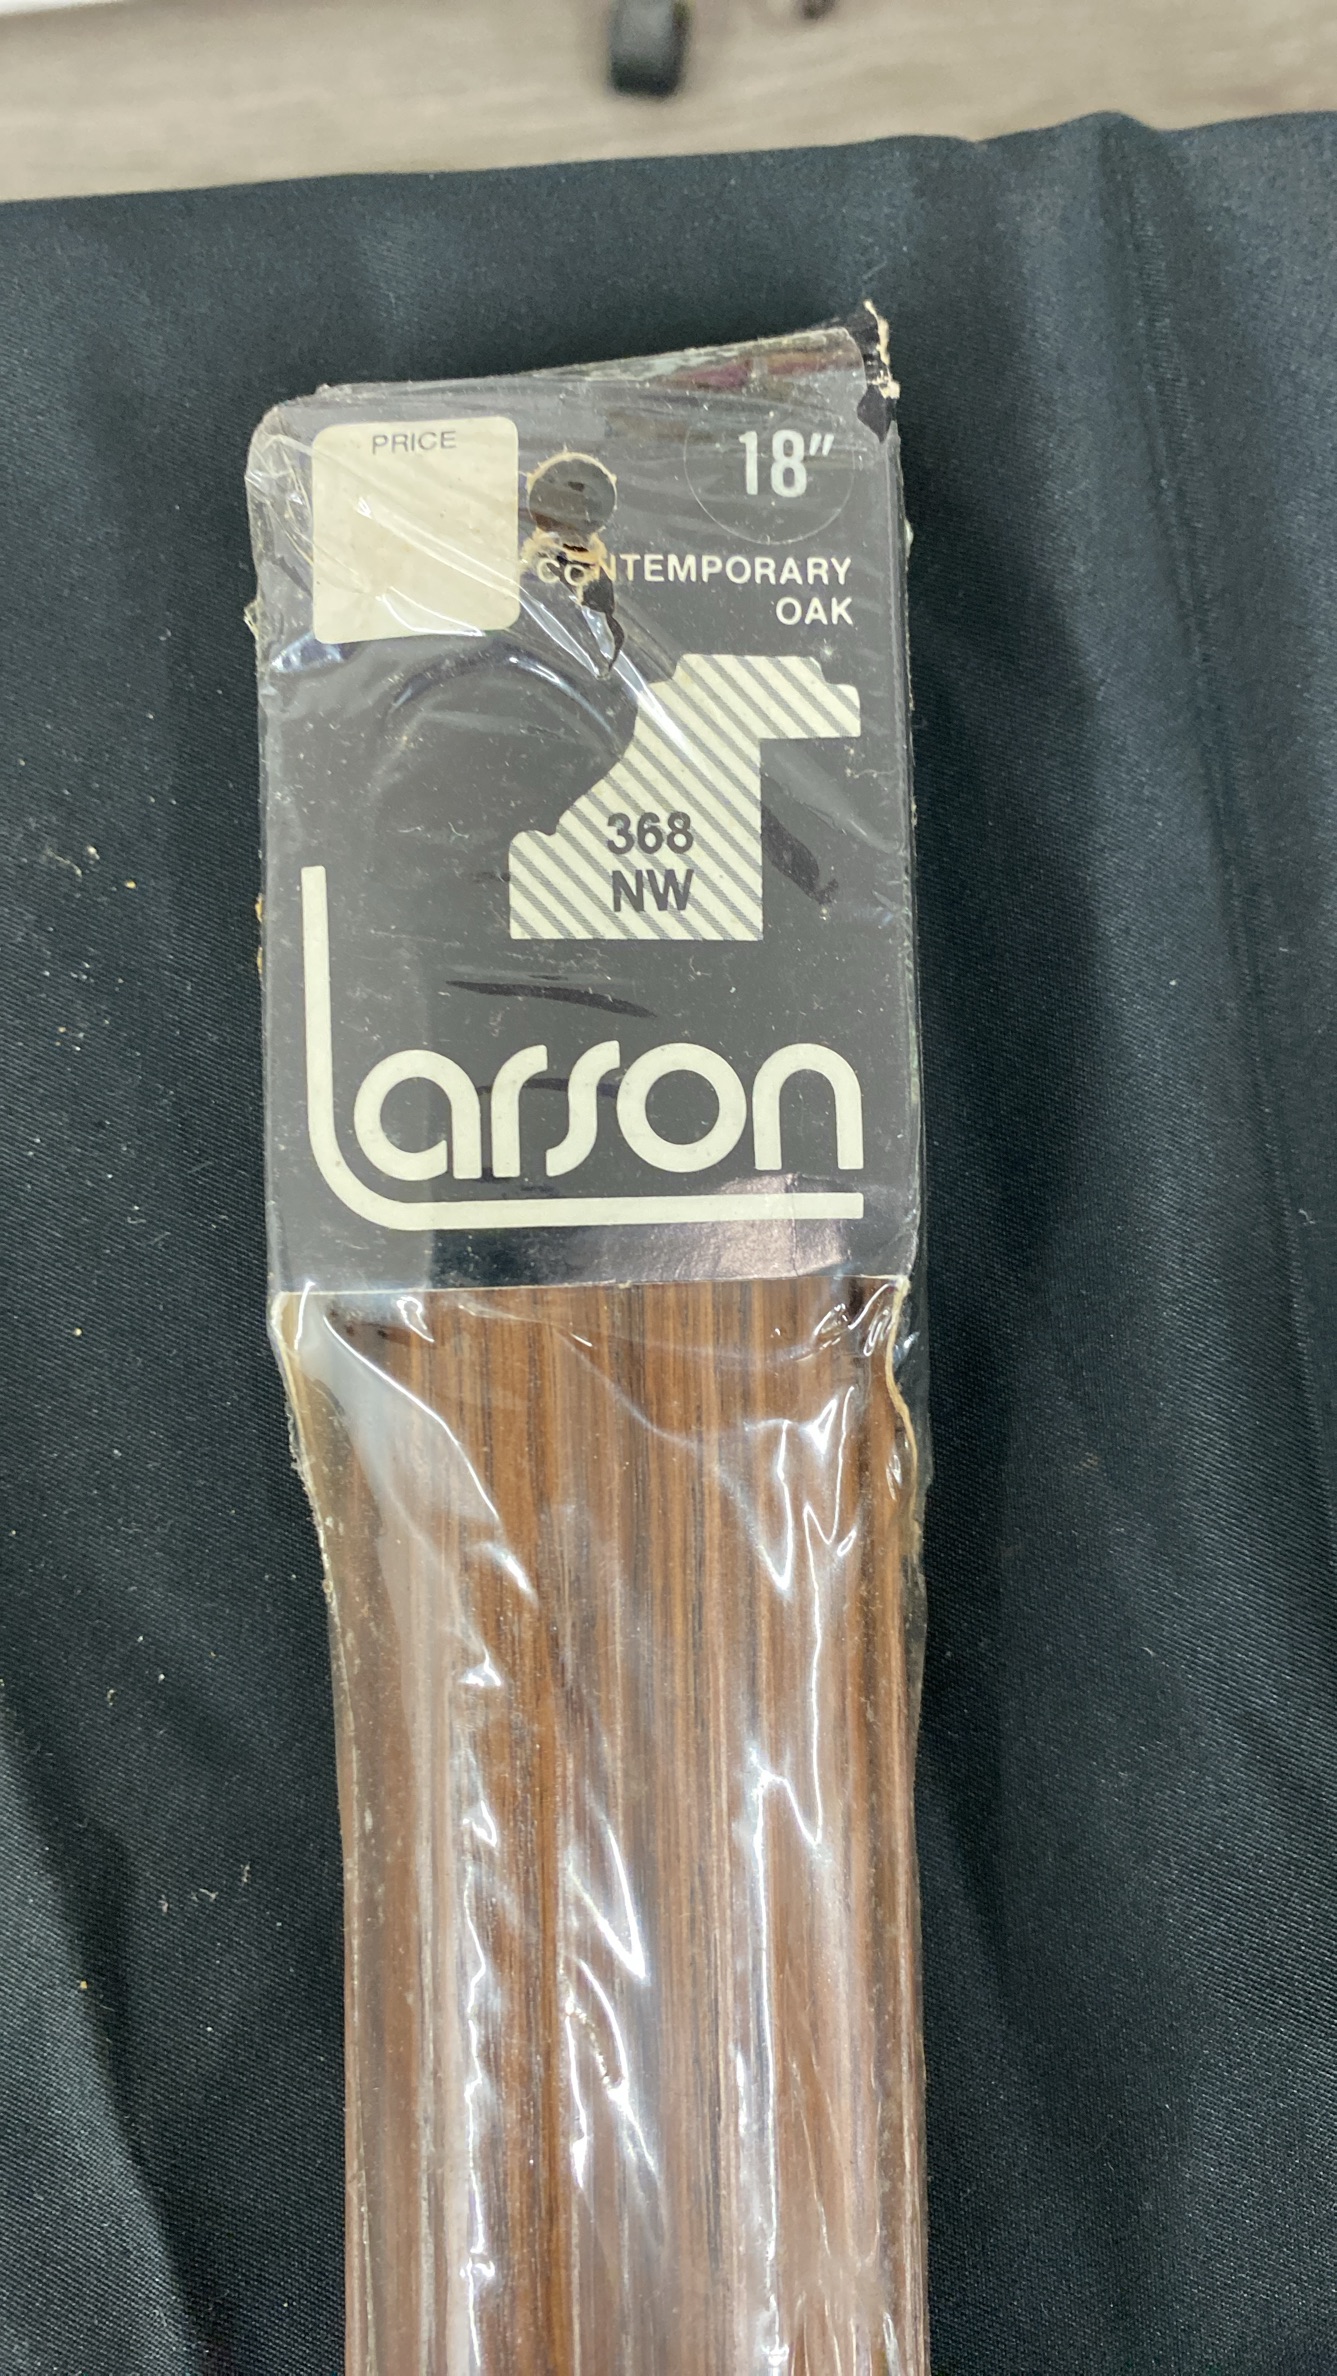 PRICE
18"
CONTEMPORARY
OAK
368
NW
Larson